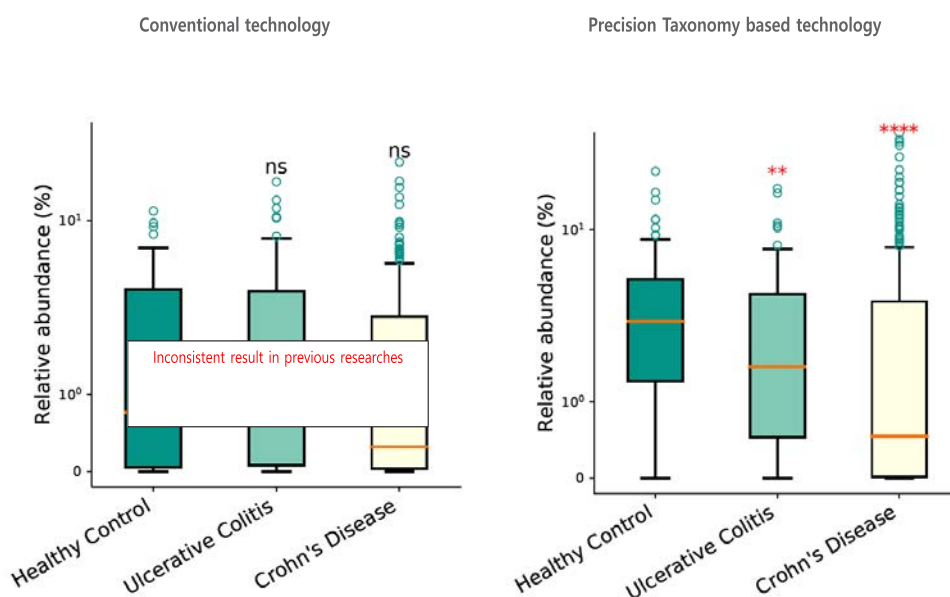 Conventional technology
Precision Taxonomy based technology
ns
ns
Relative abundance (%)
10¹
10⁰
0
Inconsistent result in previous researches
Healthy Control
Ulcerative Colitis
Crohn's Disease
**
****
Relative abundance (%)
10¹
10⁰
0
Healthy Control
Ulcerative Colitis
Crohn's Disease